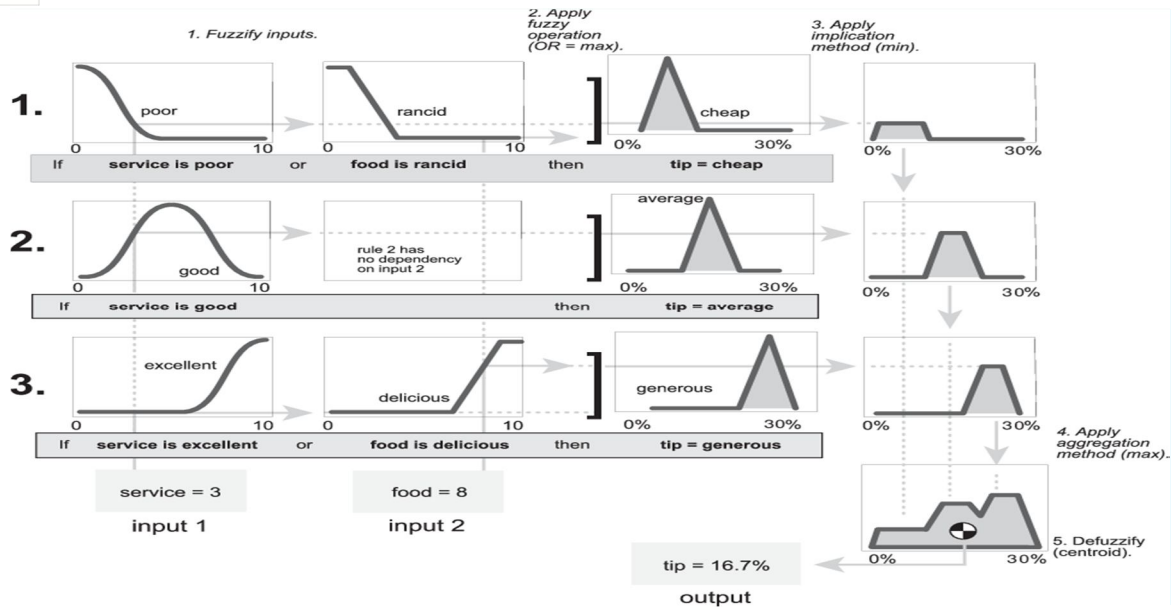 1. Fuzzify inputs.
2. Apply
fuzzy
operation
(OR = max).
3. Apply
implication
method (min).
1.
poor
0 10
rancid
0 10
cheap
0% 30%
0% 30%
If service is poor or food is rancid then tip = cheap
2.
good
0 10
rule 2 has
no dependency
on input 2
average
0% 30%
0% 30%
If service is good then tip = average
3.
excellent
0 10
delicious
0 10
generous
0% 30%
0% 30%
If service is excellent or food is delicious then tip = generous
4. Apply
aggregation
method (max).
service = 3
input 1
food = 8
input 2
0% 30%
5. Defuzzify
(centroid).
tip = 16.7%
output